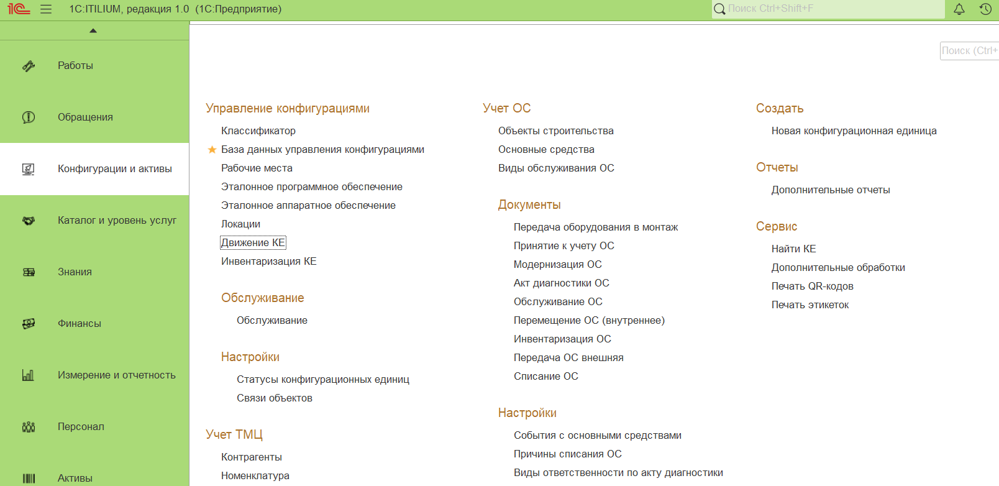 1С:ITILIUM, редакция 1.0 (1С:Предприятие)
Поиск Ctrl+Shift+F
Работы
Обращения
Конфигурации и активы
Каталог и уровень услуг
Знания
Финансы
Измерение и отчетность
Персонал
Активы
Поиск (Ctrl+
Управление конфигурациями
Классификатор
База данных управления конфигурациями
Рабочие места
Эталонное программное обеспечение
Эталонное аппаратное обеспечение
Локации
Движение КЕ
Инвентаризация КЕ
Обслуживание
Обслуживание
Настройки
Статусы конфигурационных единиц
Связи объектов
Учет ТМЦ
Контрагенты
Номенклатура
Учет ОС
Объекты строительства
Основные средства
Виды обслуживания ОС
Документы
Передача оборудования в монтаж
Принятие к учету ОС
Модернизация ОС
Акт диагностики ОС
Обслуживание ОС
Перемещение ОС (внутреннее)
Инвентаризация ОС
Передача ОС внешняя
Списание ОС
Настройки
События с основными средствами
Причины списания ОС
Виды ответственности по акту диагностики
Создать
Новая конфигурационная единица
Отчеты
Дополнительные отчеты
Сервис
Найти КЕ
Дополнительные обработки
Печать QR-кодов
Печать этикеток